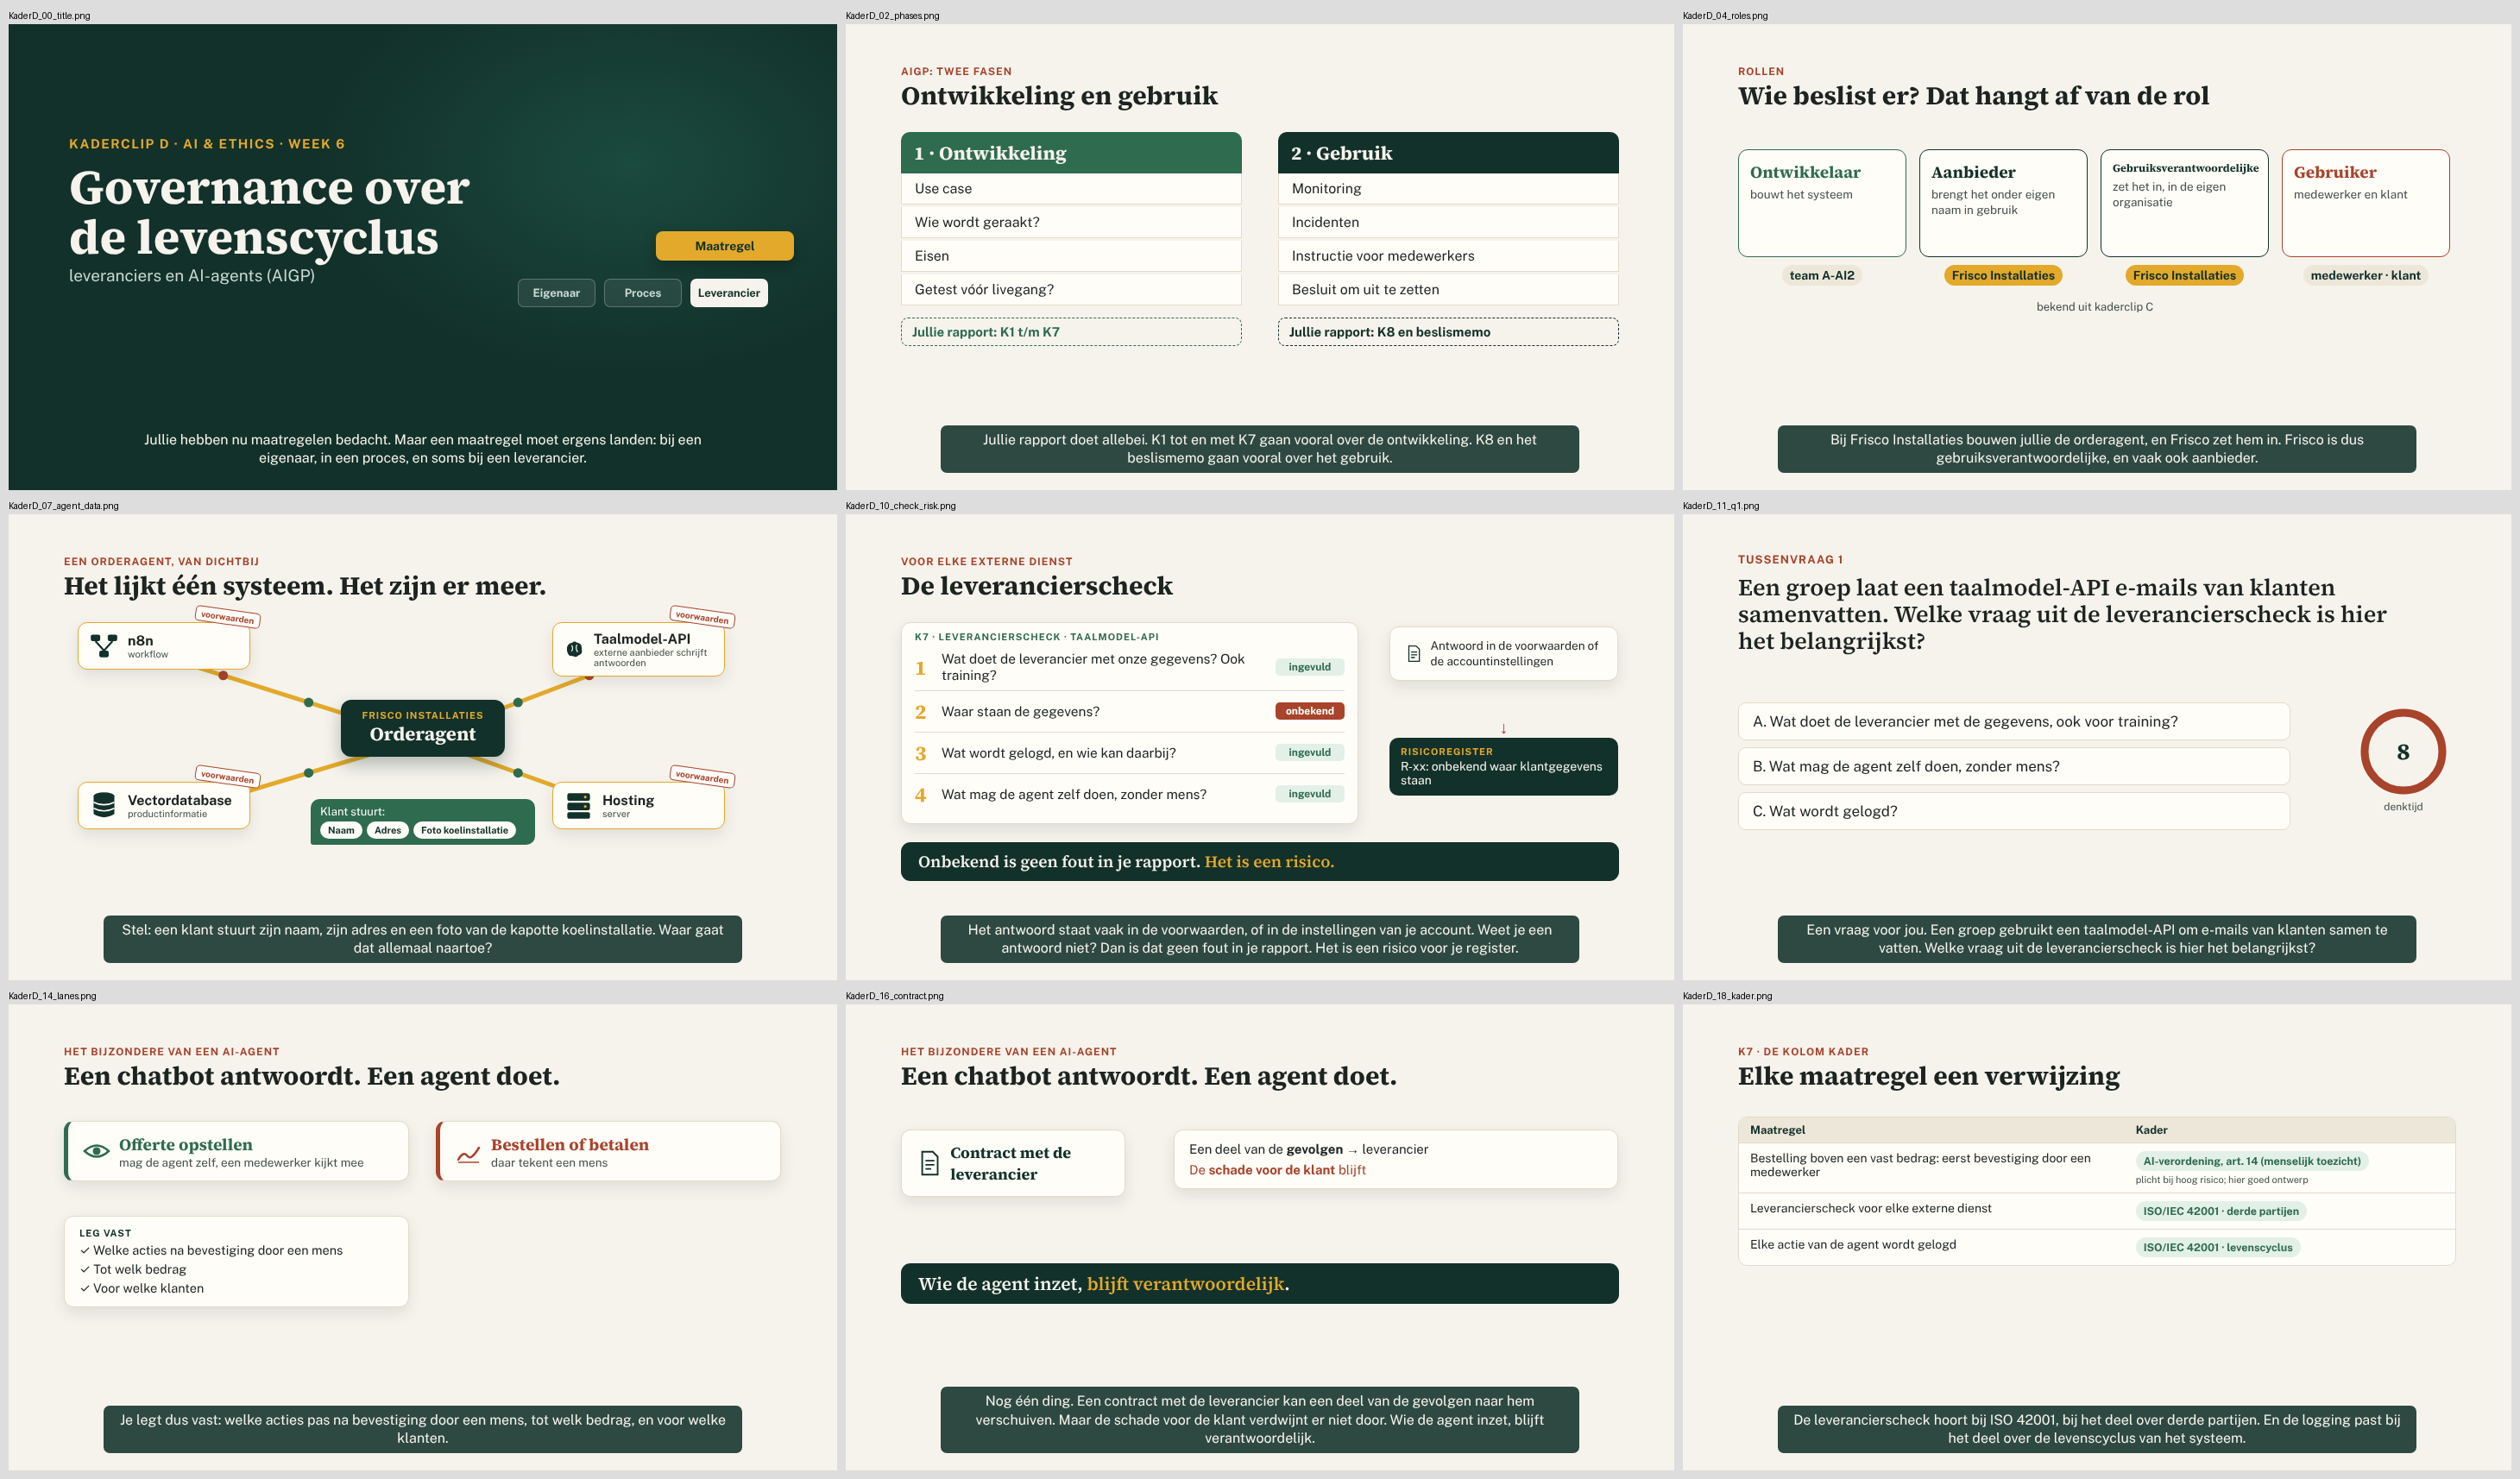 KaderD_00_title.png
KADERCLIP D · AI & ETHICS · WEEK 6
Governance over
de levenscyclus
leveranciers en AI-agents (AIGP)
Maatregel
Eigenaar
Proces
Leverancier
Jullie hebben nu maatregelen bedacht. Maar een maatregel moet ergens landen: bij een
eigenaar, in een proces, en soms bij een leverancier.
KaderD_02_phases.png
AIGP: TWEE FASEN
Ontwikkeling en gebruik
1 · Ontwikkeling
Use case
Wie wordt geraakt?
Eisen
Getest vóór livegang?
Jullie rapport: K1 t/m K7
2 · Gebruik
Monitoring
Incidenten
Instructie voor medewerkers
Besluit om uit te zetten
Jullie rapport: K8 en beslismemo
Jullie rapport doet allebei. K1 tot en met K7 gaan vooral over de ontwikkeling. K8 en het
beslismemo gaan vooral over het gebruik.
KaderD_04_roles.png
ROLLEN
Wie beslist er? Dat hangt af van de rol
Ontwikkelaar
bouwt het systeem
team A-AI2
Aanbieder
brengt het onder eigen
naam in gebruik
Frisco Installaties
Gebruiksverantwoordelijke
zet het in, in de eigen
organisatie
Frisco Installaties
Gebruiker
medewerker en klant
medewerker · klant
bekend uit kaderclip C
Bij Frisco Installaties bouwen jullie de orderagent, en Frisco zet hem in. Frisco is dus
gebruiksverantwoordelijke, en vaak ook aanbieder.
KaderD_07_agent_data.png
EEN ORDERAGENT, VAN DICHTBIJ
Het lijkt één systeem. Het zijn er meer.
voorwaarden
n8n
workflow
voorwaarden
Taalmodel-API
externe aanbieder schrijft
antwoorden
FRISCO INSTALLATIES
Orderagent
voorwaarden
Vectordatabase
productinformatie
Klant stuurt:
Naam
Adres
Foto koelinstallatie
voorwaarden
Hosting
server
Stel: een klant stuurt zijn naam, zijn adres en een foto van de kapotte koelinstallatie. Waar gaat
dat allemaal naartoe?
KaderD_10_check_risk.png
VOOR ELKE EXTERNE DIENST
De leverancierscheck
K7 · LEVERANCIERSCHECK · TAALMODEL-API
1 Wat doet de leverancier met onze gegevens? Ook
training?
ingevuld
2 Waar staan de gegevens?
onbekend
3 Wat wordt gelogd, en wie kan daarbij?
ingevuld
4 Wat mag de agent zelf doen, zonder mens?
ingevuld
Antwoord in de voorwaarden of
de accountinstellingen
↓
RISICOREGISTER
R-xx: onbekend waar klantgegevens
staan
Onbekend is geen fout in je rapport. Het is een risico.
Het antwoord staat vaak in de voorwaarden, of in de instellingen van je account. Weet je een
antwoord niet? Dan is dat geen fout in je rapport. Het is een risico voor je register.
KaderD_11_q1.png
TUSSENVRAAG 1
Een groep laat een taalmodel-API e-mails van klanten
samenvatten. Welke vraag uit de leverancierscheck is hier
het belangrijkst?
A. Wat doet de leverancier met de gegevens, ook voor training?
B. Wat mag de agent zelf doen, zonder mens?
C. Wat wordt gelogd?
8
denktijd
Een vraag voor jou. Een groep gebruikt een taalmodel-API om e-mails van klanten samen te
vatten. Welke vraag uit de leverancierscheck is hier het belangrijkst?
KaderD_14_lanes.png
HET BIJZONDERE VAN EEN AI-AGENT
Een chatbot antwoordt. Een agent doet.
Offerte opstellen
mag de agent zelf, een medewerker kijkt mee
Bestellen of betalen
daar tekent een mens
LEG VAST
✓ Welke acties na bevestiging door een mens
✓ Tot welk bedrag
✓ Voor welke klanten
Je legt dus vast: welke acties pas na bevestiging door een mens, tot welk bedrag, en voor welke
klanten.
KaderD_16_contract.png
HET BIJZONDERE VAN EEN AI-AGENT
Een chatbot antwoordt. Een agent doet.
Contract met de
leverancier
Een deel van de gevolgen → leverancier
De schade voor de klant blijft
Wie de agent inzet, blijft verantwoordelijk.
Nog één ding. Een contract met de leverancier kan een deel van de gevolgen naar hem
verschuiven. Maar de schade voor de klant verdwijnt er niet door. Wie de agent inzet, blijft
verantwoordelijk.
KaderD_18_kader.png
K7 · DE KOLOM KADER
Elke maatregel een verwijzing
Maatregel
Kader
Bestelling boven een vast bedrag: eerst bevestiging door een
medewerker
AI-verordening, art. 14 (menselijk toezicht)
plicht bij hoog risico; hier goed ontwerp
Leverancierscheck voor elke externe dienst
ISO/IEC 42001 · derde partijen
Elke actie van de agent wordt gelogd
ISO/IEC 42001 · levenscyclus
De leverancierscheck hoort bij ISO 42001, bij het deel over derde partijen. En de logging past bij
het deel over de levenscyclus van het systeem.